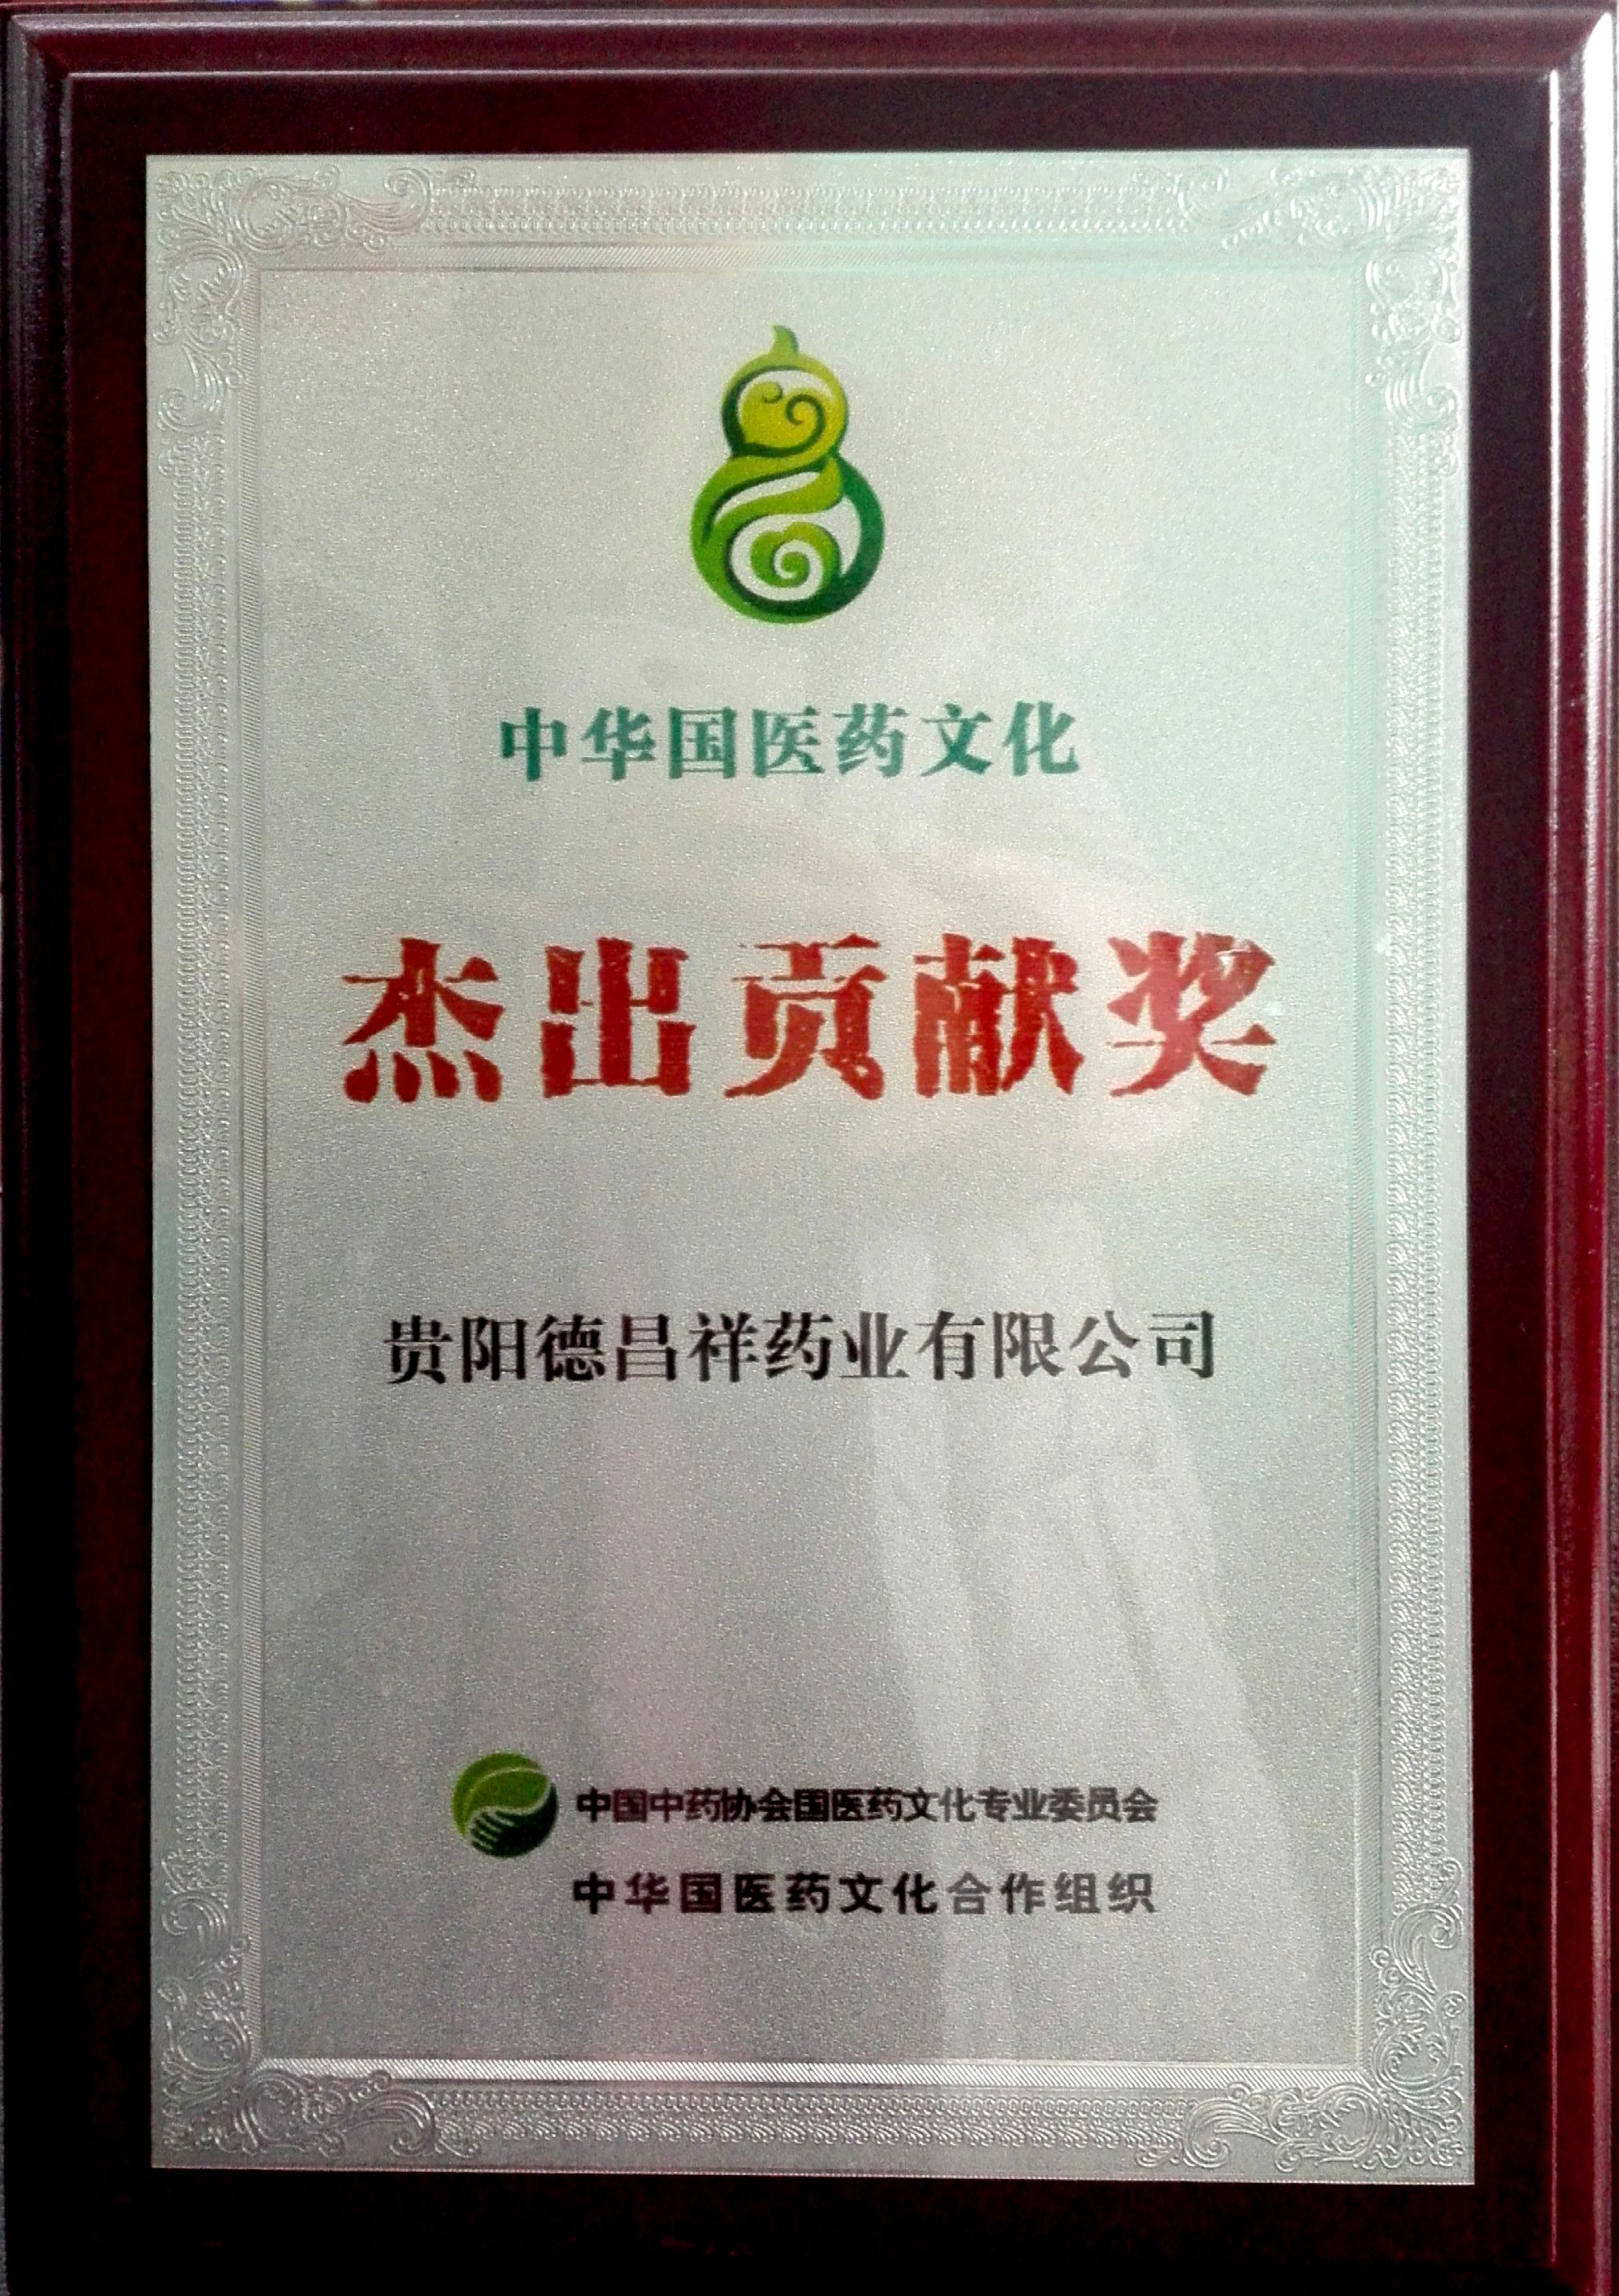 中华国医药文化
杰出贡献奖
贵阳德昌祥药业有限公司
中国中药协会国医药文化专业委员会
中华国医药文化合作组织